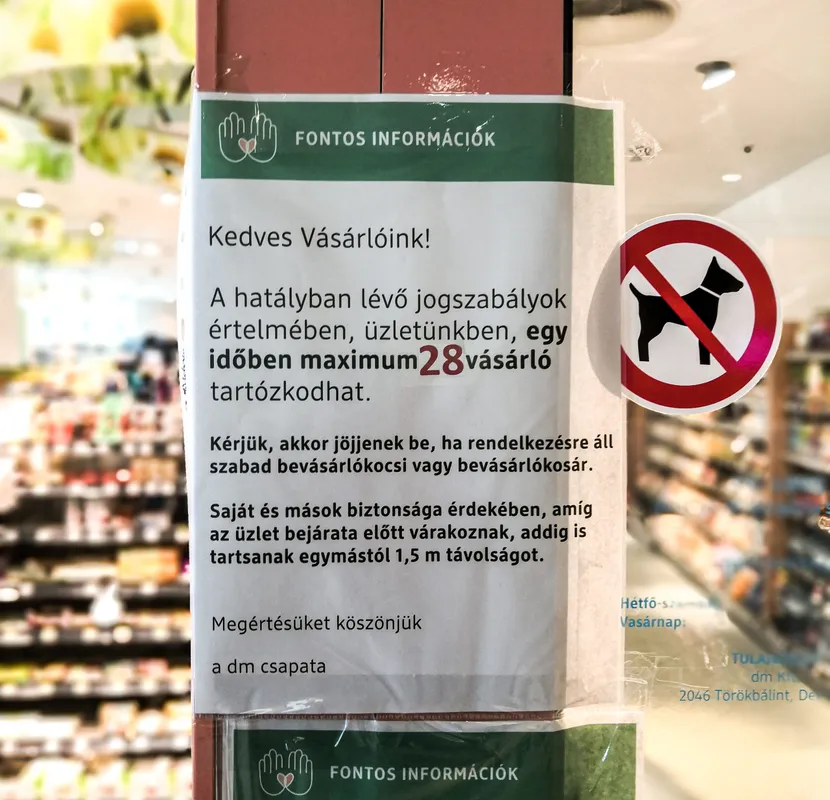 FONTOS INFORMÁCIÓK
Kedves Vásárlóink!
A hatályban lévő jogszabályok
értelmében, üzletünkben, egy
időben maximum 28 vásárló
tartózkodhat.
Kérjük, akkor jöjjenek be, ha rendelkezésre áll
szabad bevásárlókocsi vagy bevásárlókosár.
Saját és mások biztonsága érdekében, amíg
az üzlet bejárata előtt várakoznak, addig is
tartsanak egymástól 1,5 m távolságot.
Megértésüket köszönjük
a dm csapata
Hétfő-
Vasárnap:
dm
2046 Törökbálint,
FONTOS INFORMÁCIÓK